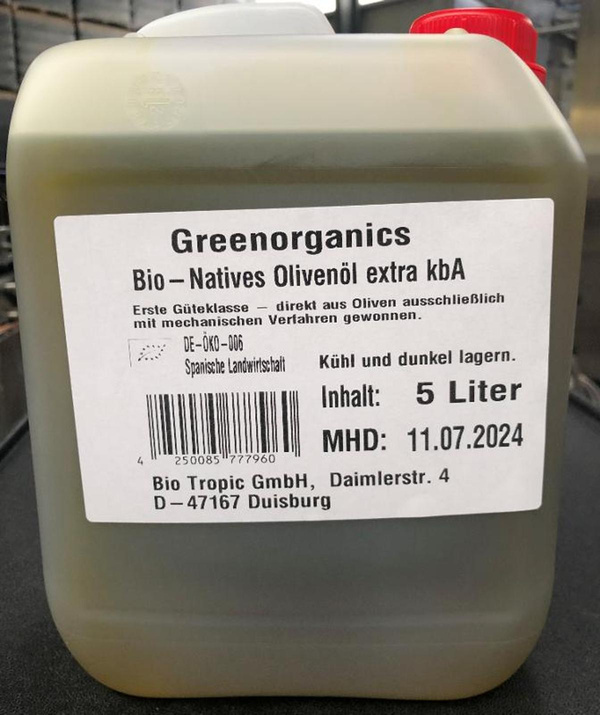 Greenorganics
Bio – Natives Olivenöl extra kbA
Erste Güteklasse – direkt aus Oliven ausschließlich
mit mechanischen Verfahren gewonnen.
DE-ÖKO-006
Spanische Landwirtschaft
Kühl und dunkel lagern.
Inhalt: 5 Liter
MHD: 11.07.2024
4 250085 777960
Bio Tropic GmbH, Daimlerstr. 4
D – 47167 Duisburg